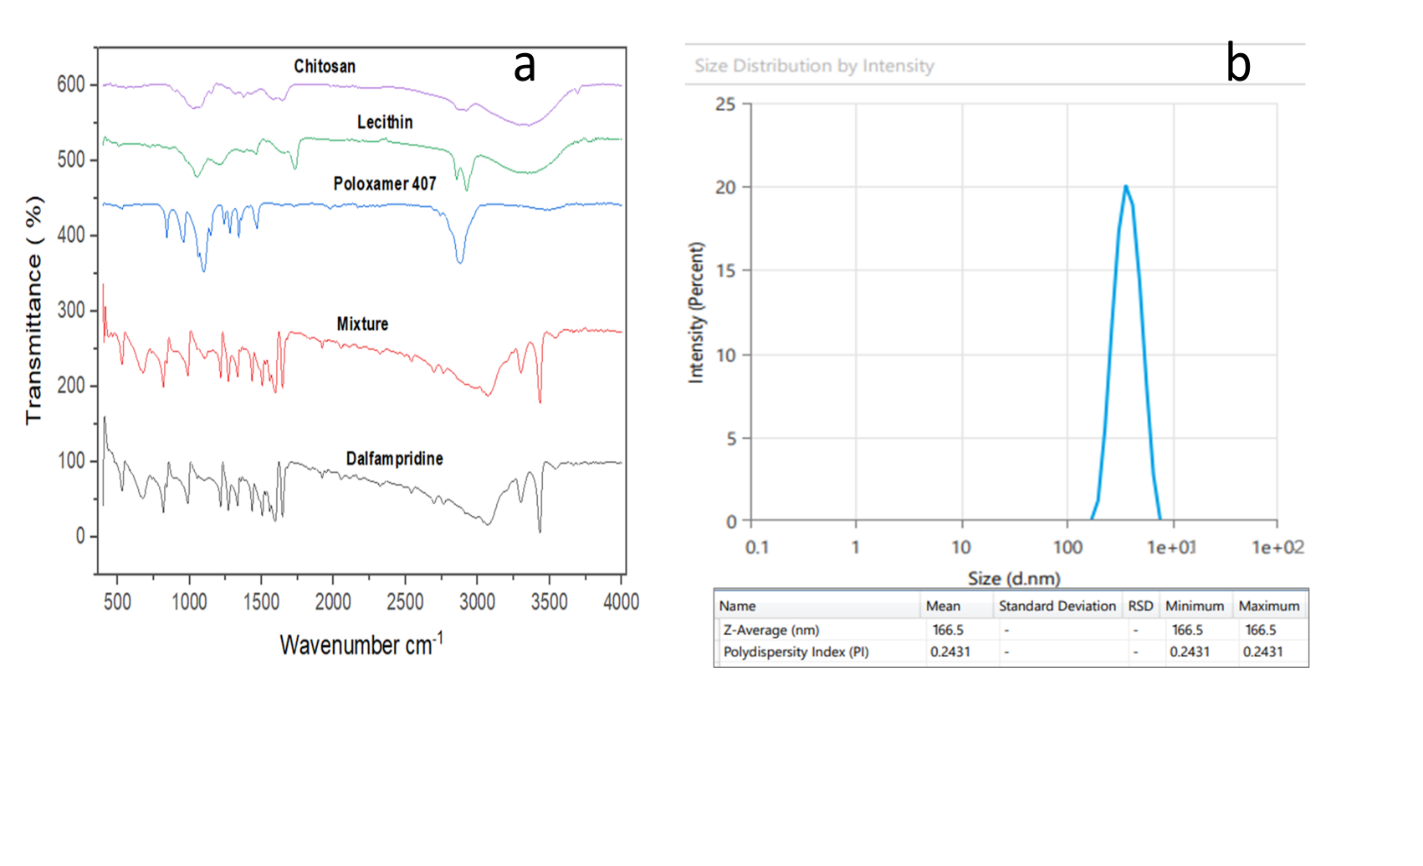 a
Chitosan
Lecithin
Poloxamer 407
Mixture
Dalfampridine
600
500
400
300
200
100
0
Transmittance ( %)
500 1000 1500 2000 2500 3000 3500 4000
Wavenumber cm-1
b
Size Distribution by Intensity
25
20
15
10
5
0
Intensity (Percent)
0.1 1 10 100 1e+01 1e+02
Size (d.nm)
Name Mean Standard Deviation RSD Minimum Maximum
Z-Average (nm) 166.5 - - 166.5 166.5
Polydispersity Index (PI) 0.2431 - - 0.2431 0.2431